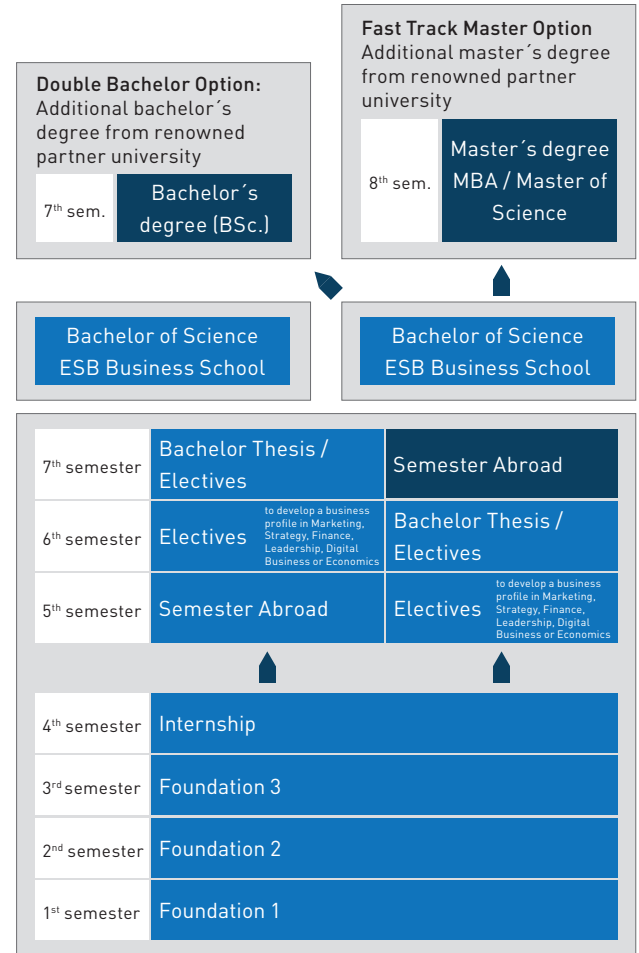 Fast Track Master Option
Additional master´s degree
from renowned partner
university
8th sem.
Master´s degree
MBA / Master of
Science
Double Bachelor Option:
Additional bachelor´s
degree from renowned
partner university
7th sem.
Bachelor´s
degree (BSc.)
Bachelor of Science
ESB Business School
Bachelor of Science
ESB Business School
7th semester
Bachelor Thesis /
Electives
Semester Abroad
6th semester
Electives
to develop a business
profile in Marketing,
Strategy, Finance,
Leadership, Digital
Business or Economics
Bachelor Thesis /
Electives
5th semester
Semester Abroad
Electives
to develop a business
profile in Marketing,
Strategy, Finance,
Leadership, Digital
Business or Economics
4th semester
Internship
3rd semester
Foundation 3
2nd semester
Foundation 2
1st semester
Foundation 1